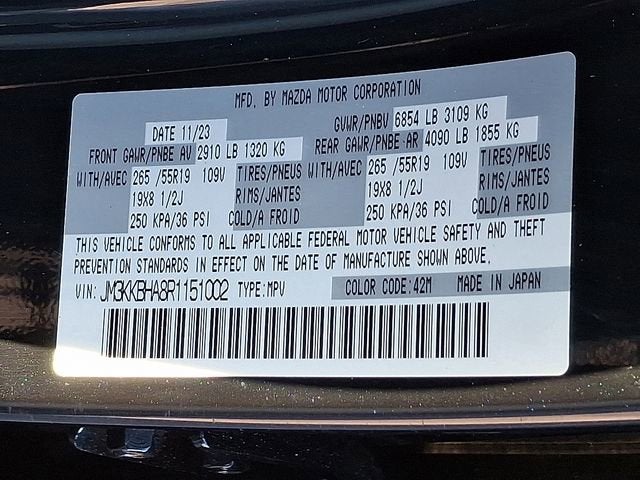 MFD. BY MAZDA MOTOR CORPORATION
DATE 11/23 GVWR/PNBV 6854 LB 3109 KG
FRONT GAWR/PNBE AV 2910 LB 1320 KG REAR GAWR/PNBE AR 4090 LB 1855 KG
WITH/AVEC 265 /55R19 109V TIRES/PNEUS WITH/AVEC 265 /55R19 109V TIRES/PNEUS
19X8 1/2J RIMS/JANTES 19X8 1/2J RIMS/JANTES
250 KPA/36 PSI COLD/A FROID 250 KPA/36 PSI COLD/A FROID
THIS VEHICLE CONFORMS TO ALL APPLICABLE FEDERAL MOTOR VEHICLE SAFETY AND THEFT
PREVENTION STANDARDS IN EFFECT ON THE DATE OF MANUFACTURE SHOWN ABOVE.
VIN: JM3KKBHA8R1151002 TYPE:MPV COLOR CODE:42M MADE IN JAPAN